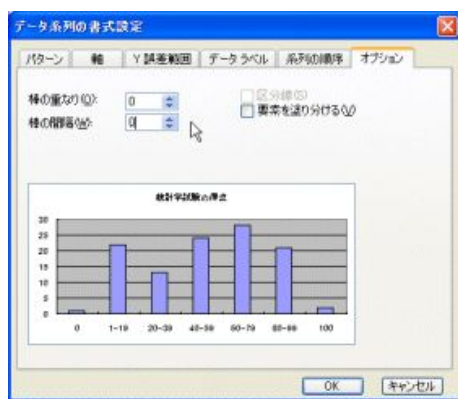 データ系列の書式設定
パターン 軸 Y 誤差範囲 データ ラベル 系列の順序 オプション
棒の重なり(O): 0 区分線(S)
棒の間隔(W): 0 要素を塗り分ける(V)
統計学試験の得点
30
25
20
15
10
5
0
0 1-19 20-39 40-59 60-79 80-99 100
OK キャンセル